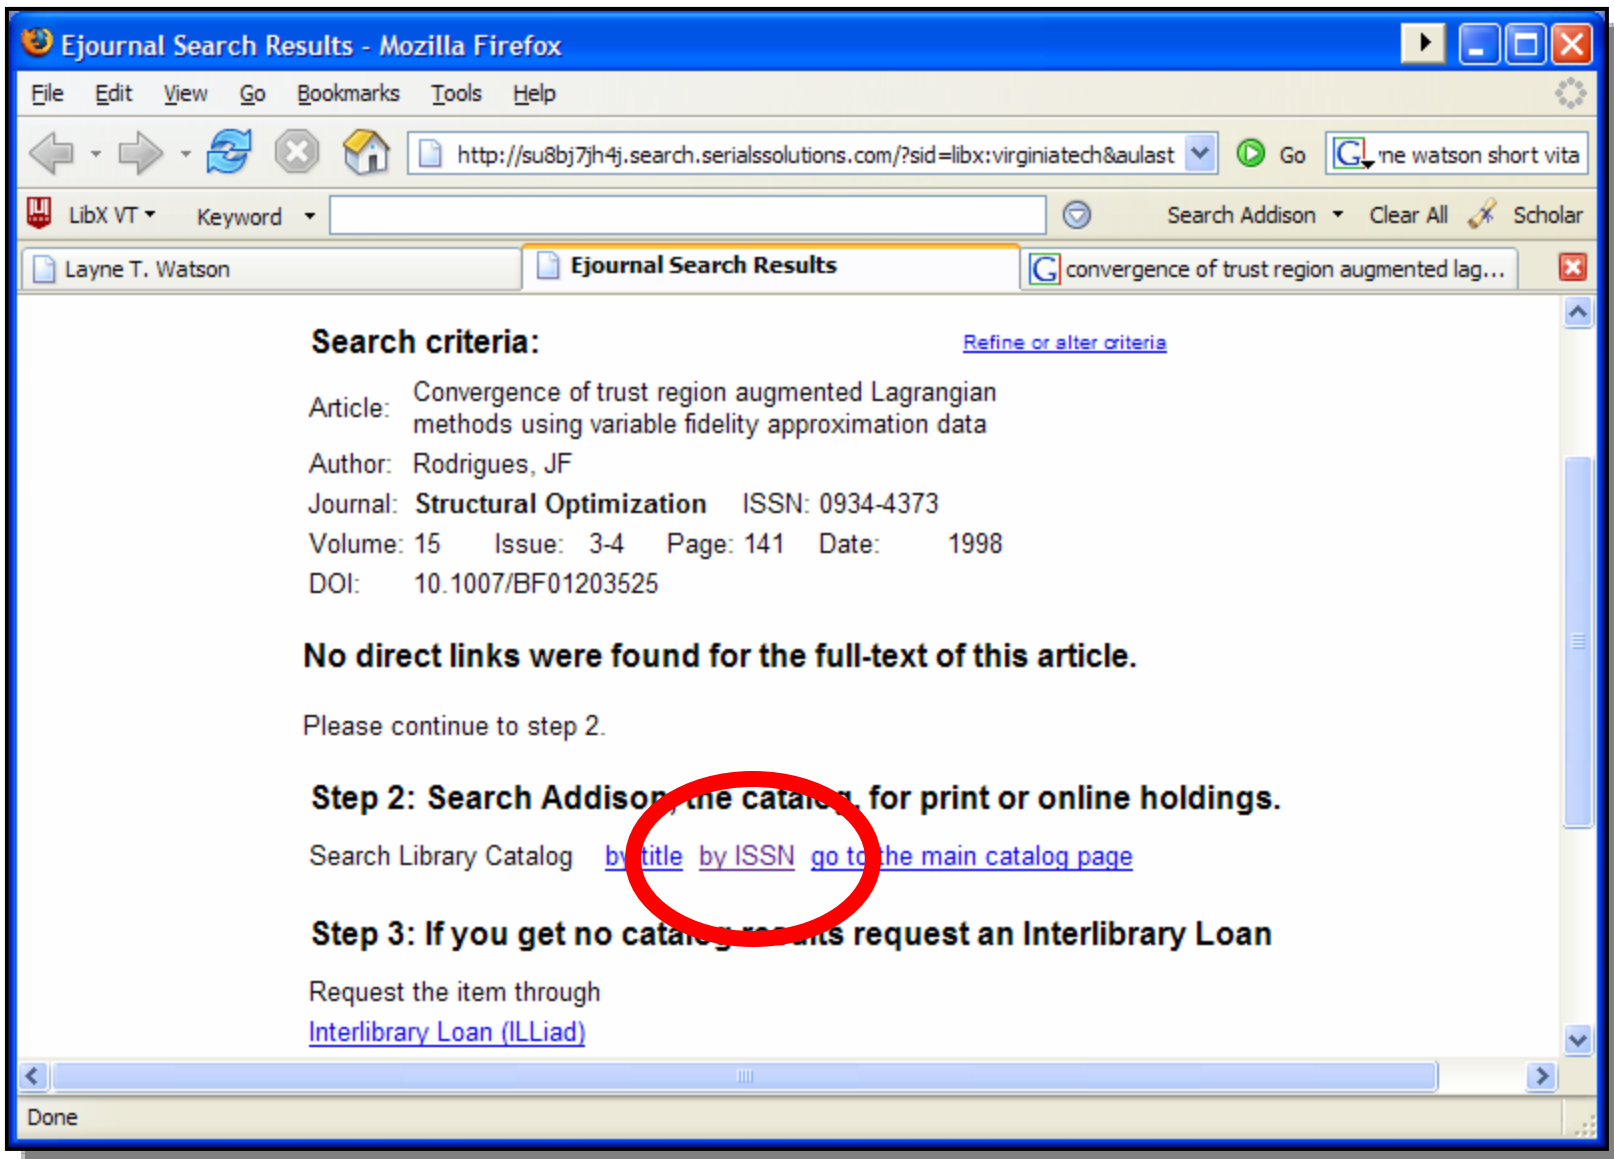 Ejournal Search Results - Mozilla Firefox
File Edit View Go Bookmarks Tools Help
http://su8bj7jh4j.search.serialssolutions.com/?sid=libx:virginiatech&aulast Go ne watson short vita
LibX VT Keyword Search Addison Clear All Scholar
Layne T. Watson Ejournal Search Results convergence of trust region augmented lag...
Search criteria: Refine or alter criteria
Article: Convergence of trust region augmented Lagrangian
methods using variable fidelity approximation data
Author: Rodrigues, JF
Journal: Structural Optimization ISSN: 0934-4373
Volume: 15 Issue: 3-4 Page: 141 Date: 1998
DOI: 10.1007/BF01203525
No direct links were found for the full-text of this article.
Please continue to step 2.
Step 2: Search Addison, the catalog, for print or online holdings.
Search Library Catalog by title by ISSN go to the main catalog page
Step 3: If you get no catalog results request an Interlibrary Loan
Request the item through
Interlibrary Loan (ILLiad)
Done